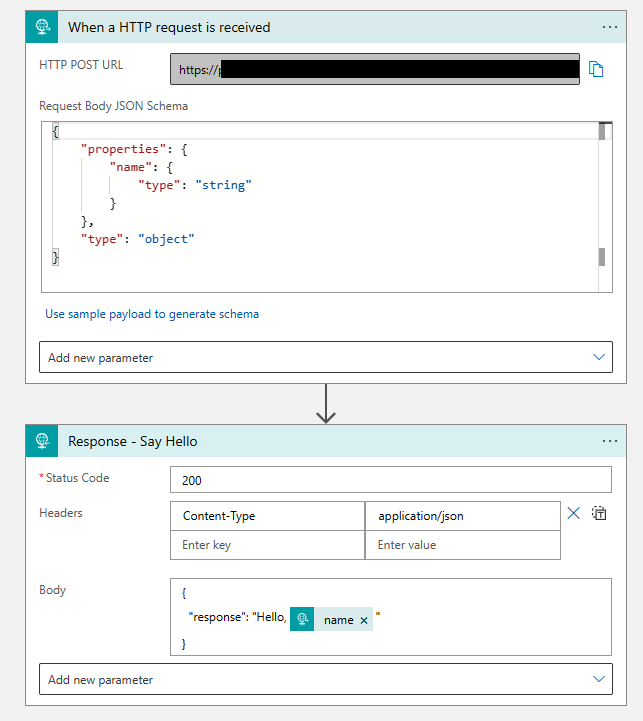 When a HTTP request is received
HTTP POST URL
https://
Request Body JSON Schema
{
"properties": {
"name": {
"type": "string"
}
},
"type": "object"
}
Use sample payload to generate schema
Add new parameter
Response - Say Hello
*Status Code
200
Headers
Content-Type application/json
Enter key Enter value
Body
{
"response": "Hello, name × "
}
Add new parameter